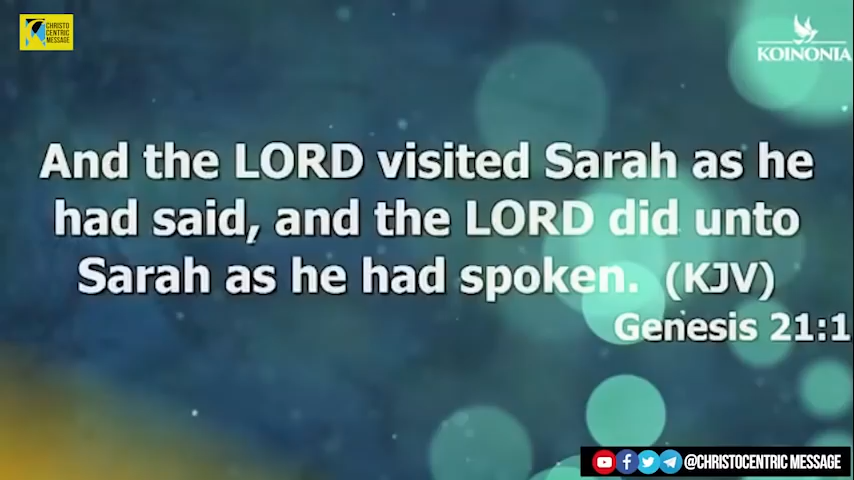 CHRISTO
CENTRIC
MESSAGE
KOINONIA
And the LORD visited Sarah as he
had said, and the LORD did unto
Sarah as he had spoken. (KJV)
Genesis 21:1
@CHRISTOCENTRIC MESSAGE